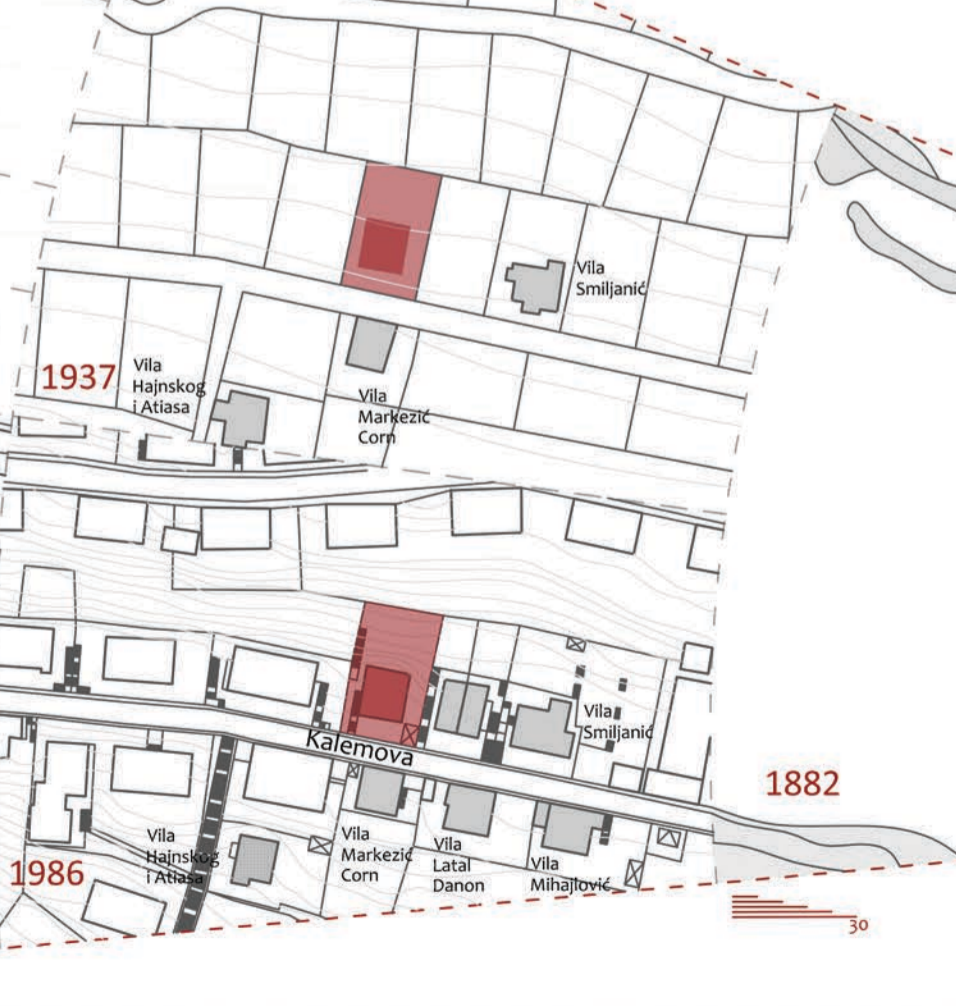 Vila
Smiljanić
1937
Vila
Hajnskog
i Atiasa
Vila
Markezić
Corn
Vila
Smiljanić
Kalemova
1882
1986
Vila
Hajnskog
i Atiasa
Vila
Markezić
Corn
Vila
Latal
Danon
Vila
Mihajlović
30